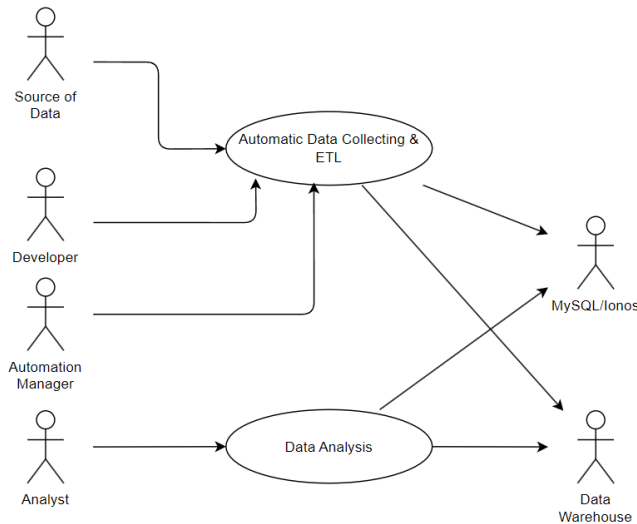 Source of
Data
Automatic Data Collecting &
ETL
Developer
MySQL/Ionos
Automation
Manager
Data Analysis
Analyst
Data
Warehouse